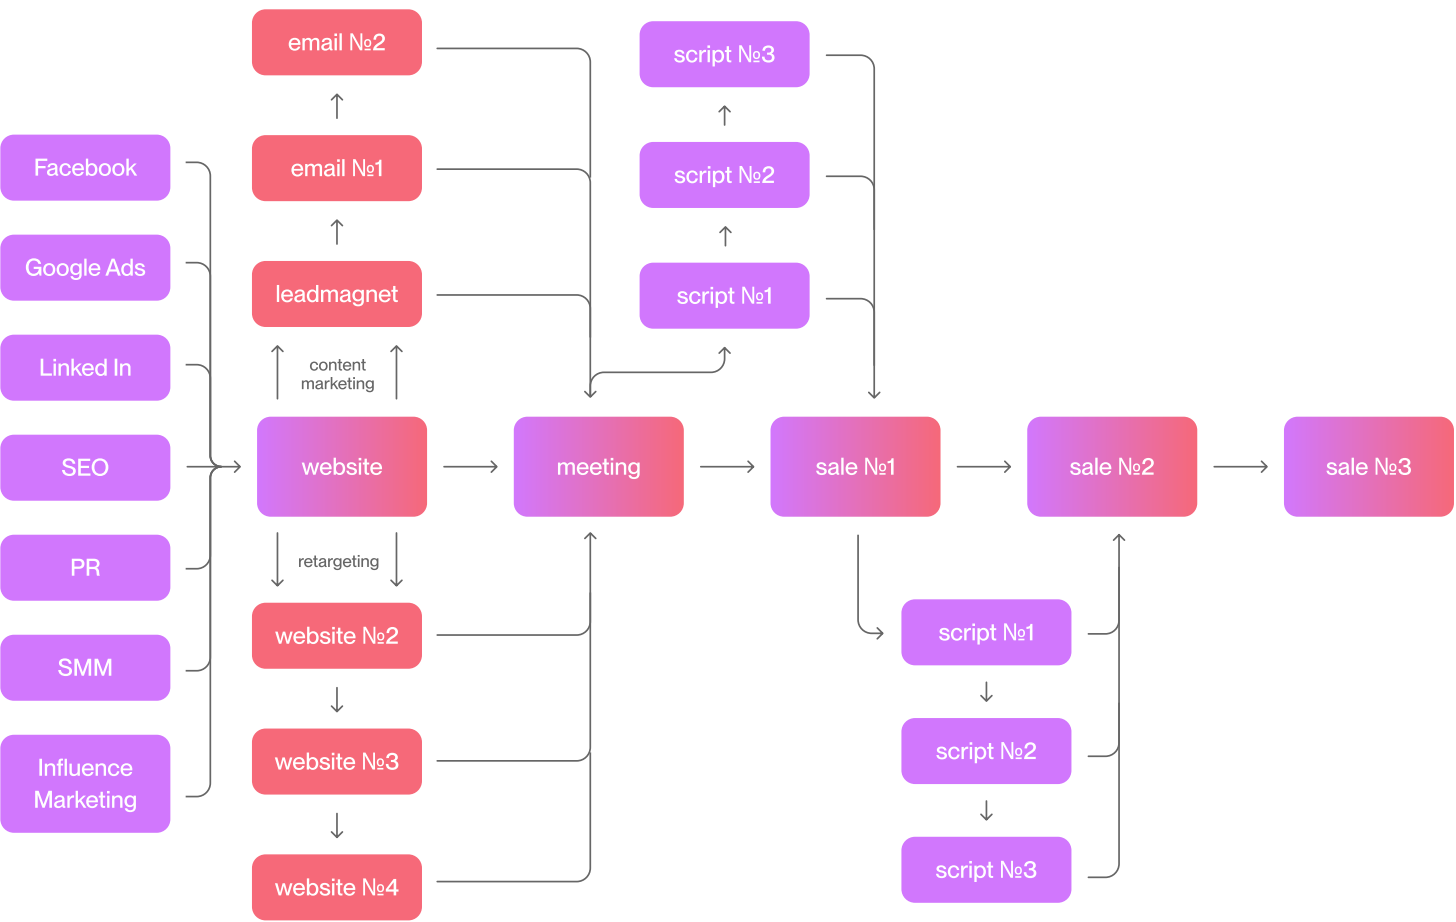 Facebook
Google Ads
Linked In
SEO
PR
SMM
Influence
Marketing
email №2
email №1
leadmagnet
content
marketing
website
retargeting
website №2
website №3
website №4
meeting
script №3
script №2
script №1
sale №1
script №1
script №2
script №3
sale №2
sale №3